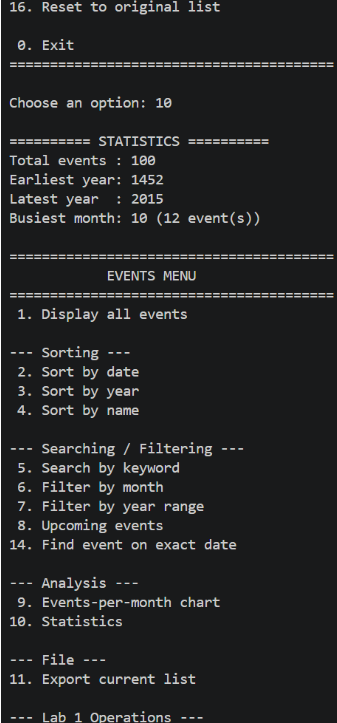 16. Reset to original list
0. Exit
========================================
Choose an option: 10
========== STATISTICS ==========
Total events : 100
Earliest year: 1452
Latest year  : 2015
Busiest month: 10 (12 event(s))
========================================
EVENTS MENU
========================================
1. Display all events
--- Sorting ---
2. Sort by date
3. Sort by year
4. Sort by name
--- Searching / Filtering ---
5. Search by keyword
6. Filter by month
7. Filter by year range
8. Upcoming events
14. Find event on exact date
--- Analysis ---
9. Events-per-month chart
10. Statistics
--- File ---
11. Export current list
--- Lab 1 Operations ---